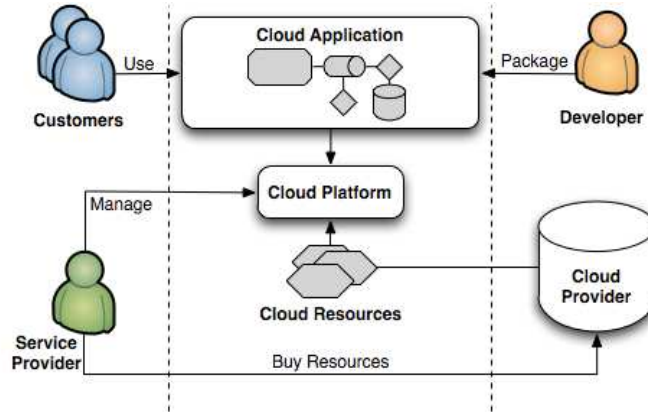 Cloud Application
Use
Package
Customers
Developer
Cloud Platform
Manage
Cloud
Provider
Cloud Resources
Service
Provider
Buy Resources